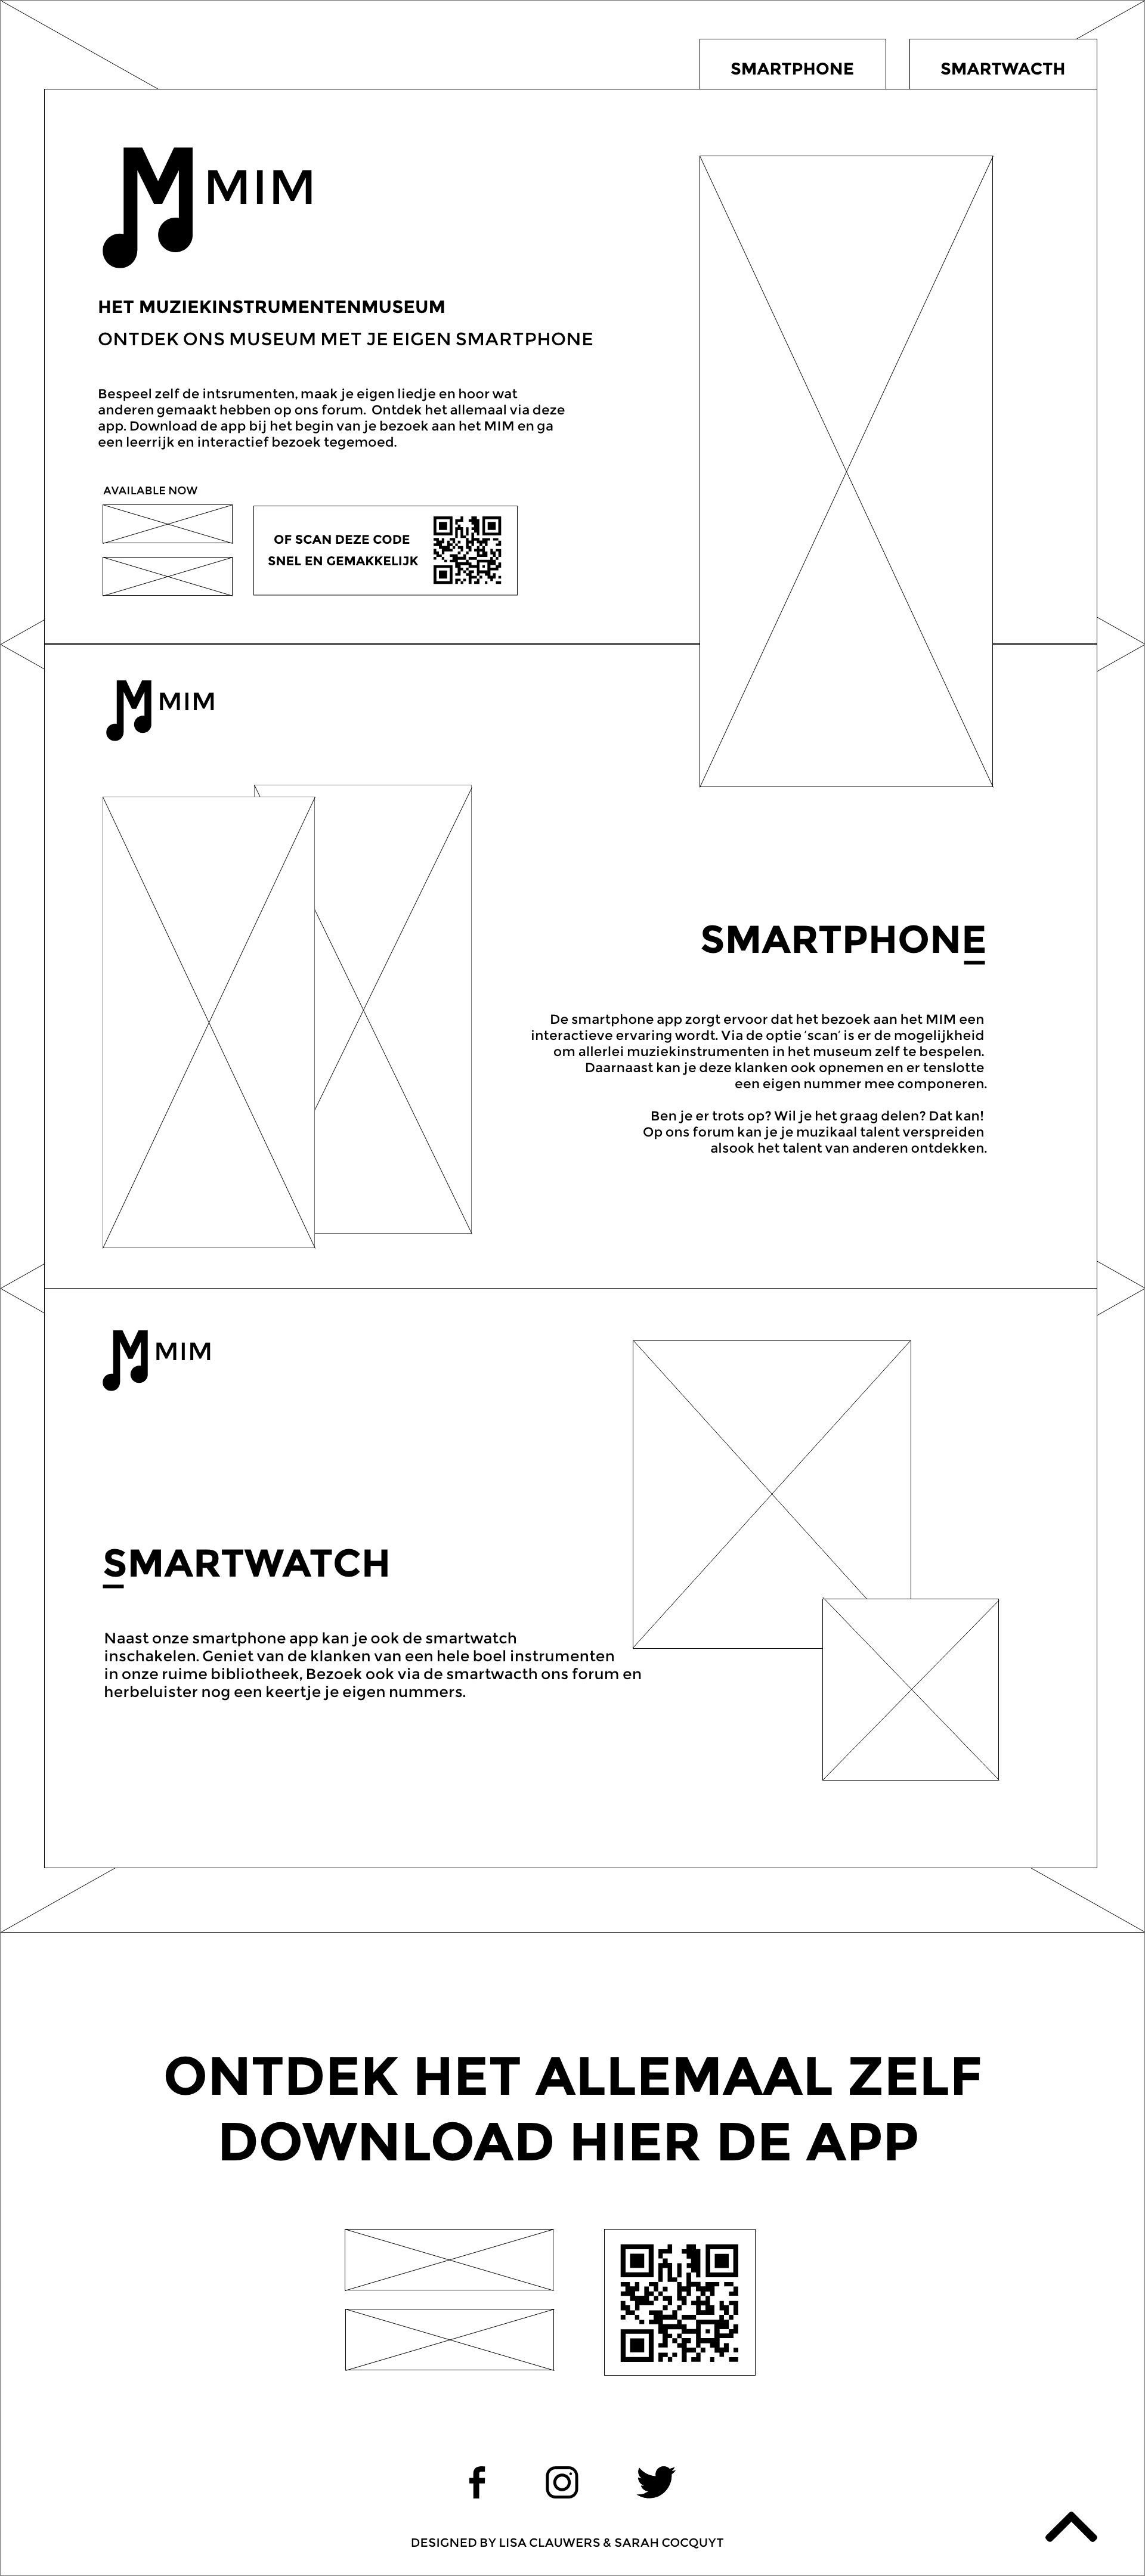 SMARTPHONE
SMARTWACTH
MIM
HET MUZIEKINSTRUMENTENMUSEUM
ONTDEK ONS MUSEUM MET JE EIGEN SMARTPHONE
Bespeel zelf de intsrumenten, maak je eigen liedje en hoor wat
anderen gemaakt hebben op ons forum. Ontdek het allemaal via deze
app. Download de app bij het begin van je bezoek aan het MIM en ga
een leerrijk en interactief bezoek tegemoed.
AVAILABLE NOW
OF SCAN DEZE CODE
SNEL EN GEMAKKELIJK
MIM
SMARTPHONE
De smartphone app zorgt ervoor dat het bezoek aan het MIM een
interactieve ervaring wordt. Via de optie 'scan' is er de mogelijkheid
om allerlei muziekinstrumenten in het museum zelf te bespelen.
Daarnaast kan je deze klanken ook opnemen en er tenslotte
een eigen nummer mee componeren.
Ben je er trots op? Wil je het graag delen? Dat kan!
Op ons forum kan je je muzikaal talent verspreiden
alsook het talent van anderen ontdekken.
MIM
SMARTWATCH
Naast onze smartphone app kan je ook de smartwatch
inschakelen. Geniet van de klanken van een hele boel instrumenten
in onze ruime bibliotheek, Bezoek ook via de smartwacth ons forum en
herbeluister nog een keertje je eigen nummers.
ONTDEK HET ALLEMAAL ZELF
DOWNLOAD HIER DE APP
DESIGNED BY LISA CLAUWERS & SARAH COCQUYT